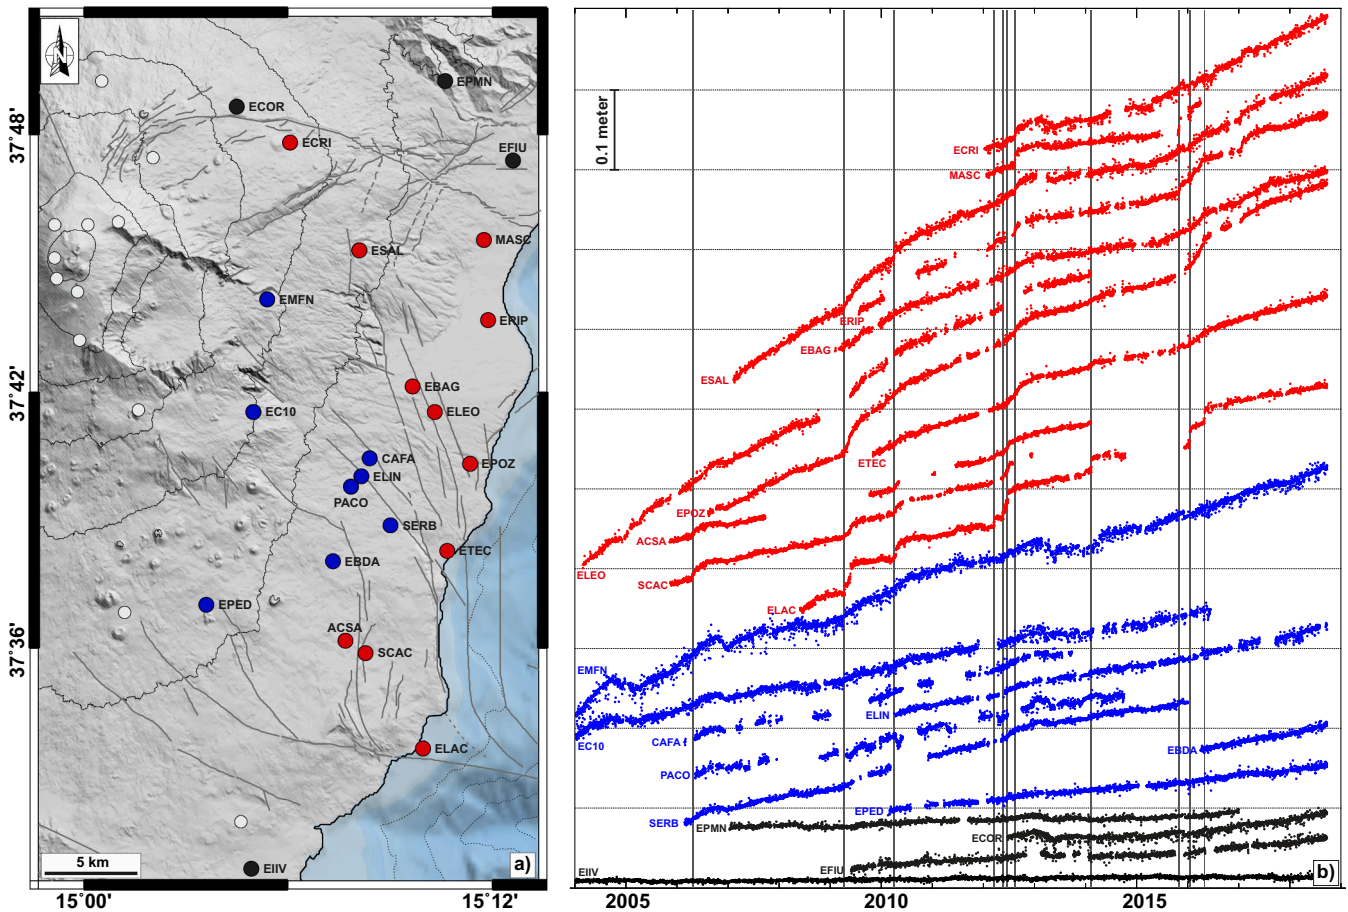 N
ECOR
EPMN
ECRI
EFIU
MASC
ESAL
EMFN
ERIP
EBAG
EC10
ELEO
CAFA
EPOZ
ELIN
PACO
SERB
ETEC
EBDA
EPED
ACSA
SCAC
ELAC
EIIV
5 km
a)
37°48'
37°42'
37°36'
15°00'
15°12'
2005
2010
2015
0.1 meter
ECRI
MASC
ERIP
EBAG
ESAL
ETEC
EPOZ
ACSA
SCAC
ELEO
ELAC
EMFN
ELIN
EC10
CAFA
EBDA
PACO
EPED
SERB
EPMN
ECOR
EFIU
EIIV
b)
2005
2010
2015